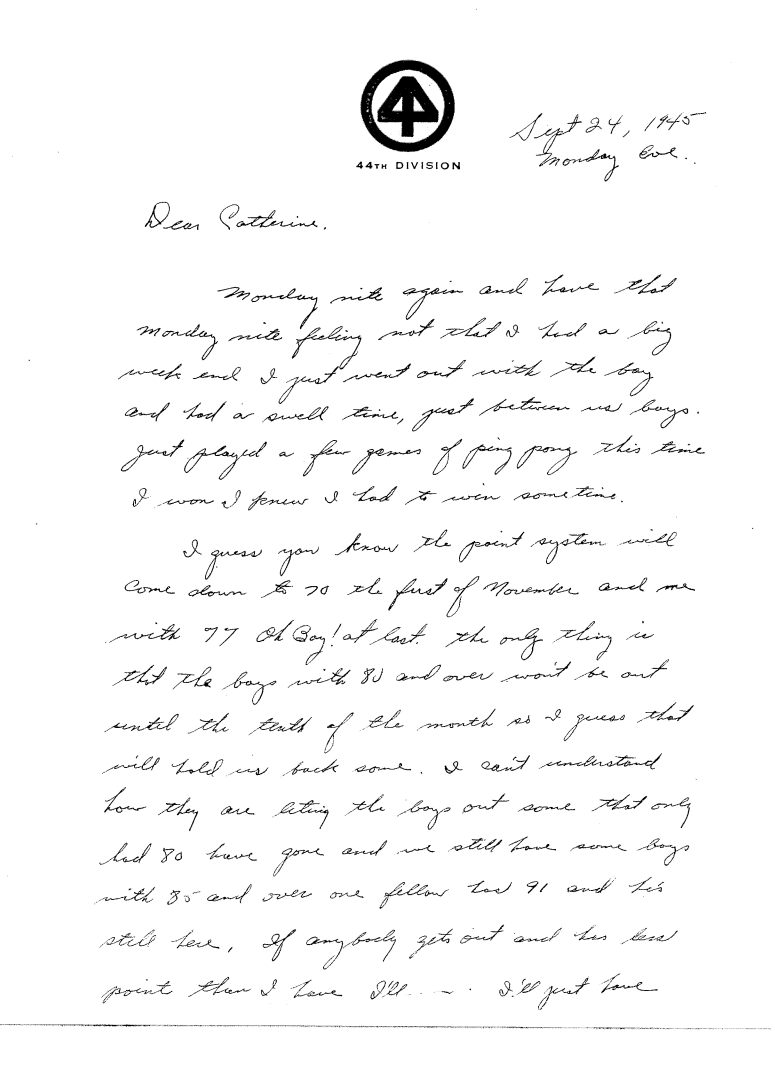 44TH DIVISION
Sept 24, 1945
Monday Eve.
Dear Catherine.
Monday nite again and have that
Monday nite feeling not that I had a big
week end I just went out with the boy
and had a swell time, just between us boys.
Just played a few games of ping pong this time
I won I knew I had to win sometime.
I guess you know the point system will
come down to 70 the first of November and me
with 77 Oh Boy! at last. the only thing is
that the boys with 80 and over won't be out
until the tenth of the month so I guess that
will hold us back some. I can't understand
how they are leting the boys out some that only
had 80 have gone and we still have some boys
with 85 and over one fellow has 91 and his
still here, If anybody gets out and has less
point than I have I'll - - - . I'll just have